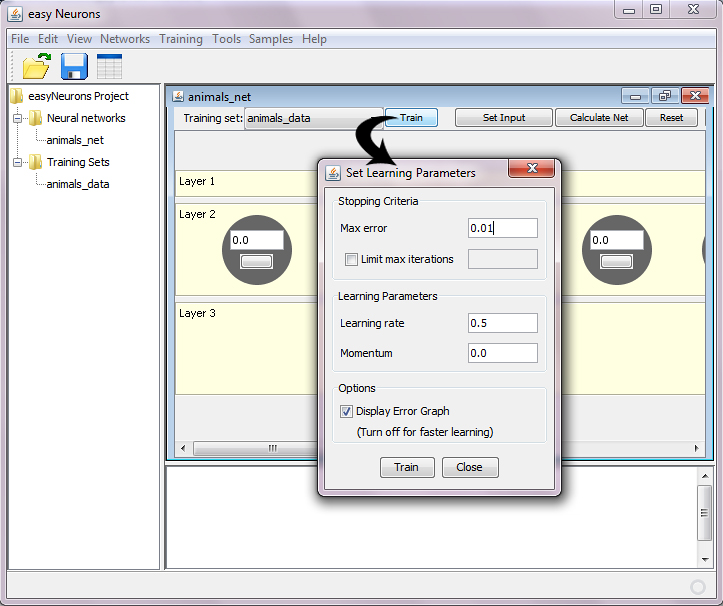 easy Neurons
File Edit View Networks Training Tools Samples Help
easyNeurons Project
Neural networks
animals_net
Training Sets
animals_data
animals_net
Training set: animals_data Train Set Input Calculate Net Reset
Layer 1
Layer 2
0.0
0.0
Layer 3
Set Learning Parameters
Stopping Criteria
Max error 0.01
Limit max iterations
Learning Parameters
Learning rate 0.5
Momentum 0.0
Options
Display Error Graph
(Turn off for faster learning)
Train Close